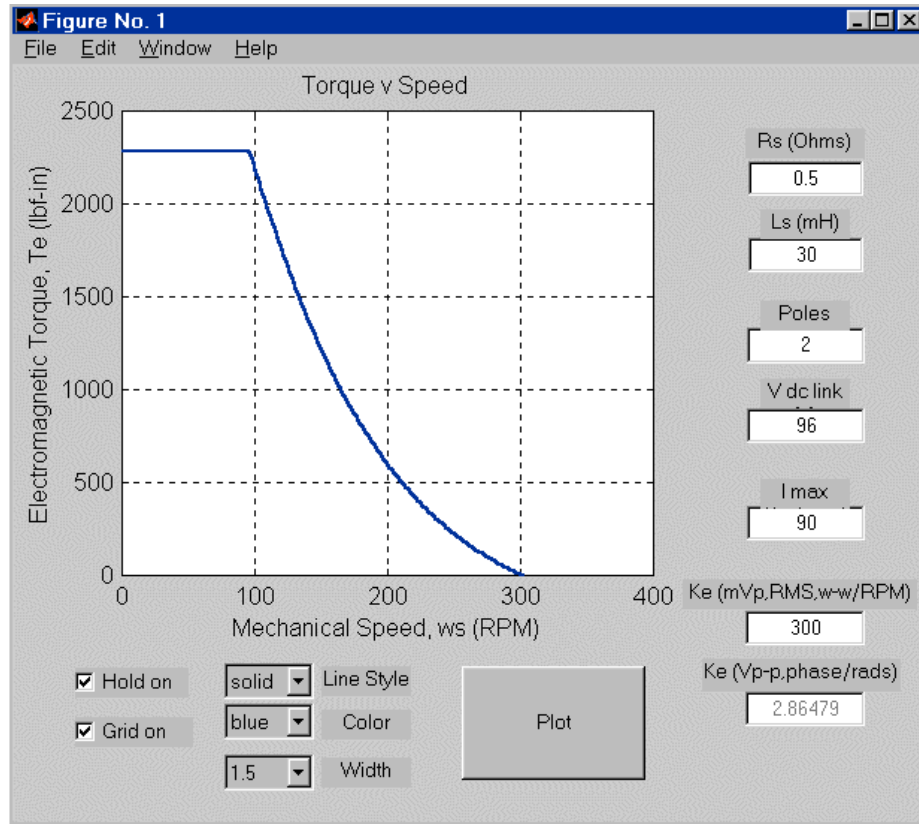 Figure No. 1
File Edit Window Help
Torque v Speed
2500
2000
1500
1000
500
0
Electromagnetic Torque, Te (lbf-in)
0 100 200 300 400
Mechanical Speed, ws (RPM)
Rs (Ohms)
0.5
Ls (mH)
30
Poles
2
V dc link
96
I max
90
Ke (mVp,RMS,w-w/RPM)
300
Ke (Vp-p,phase/rads)
2.86479
Hold on
Grid on
solid Line Style
blue Color
1.5 Width
Plot